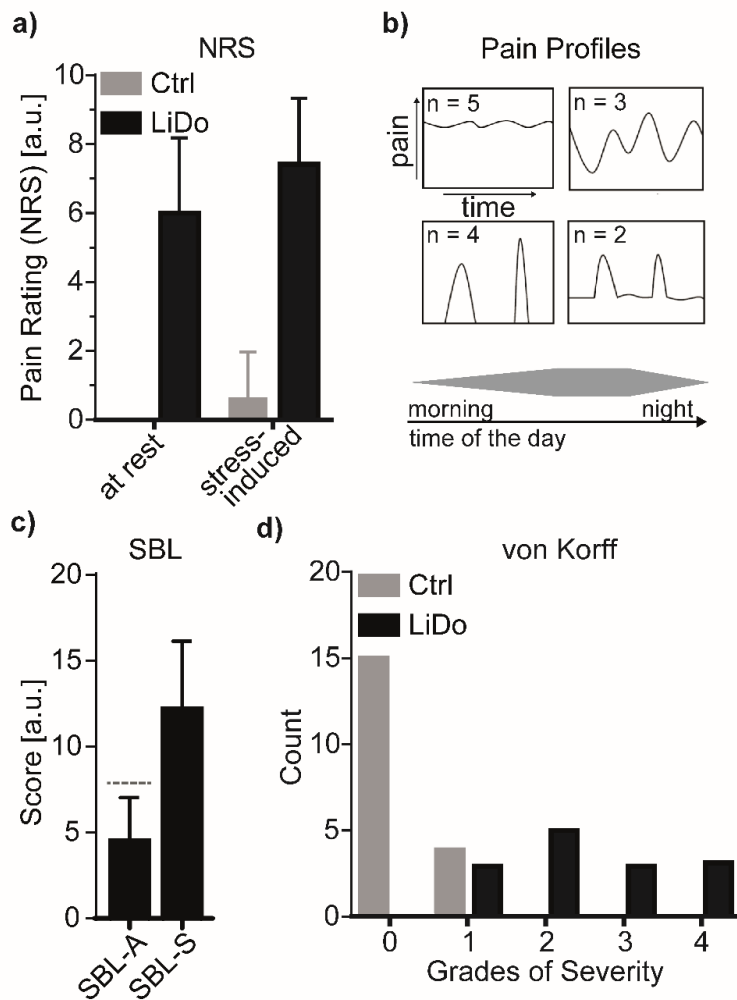 a)
NRS
Ctrl
LiDo
Pain Rating (NRS) [a.u.]
10
8
6
4
2
0
at rest
stress-
induced
b)
Pain Profiles
n = 5
n = 3
pain
time
n = 4
n = 2
morning
night
time of the day
c)
SBL
Score [a.u.]
20
15
10
5
0
SBL-A
SBL-S
d)
von Korff
Ctrl
LiDo
Count
20
15
10
5
0
0 1 2 3 4
Grades of Severity